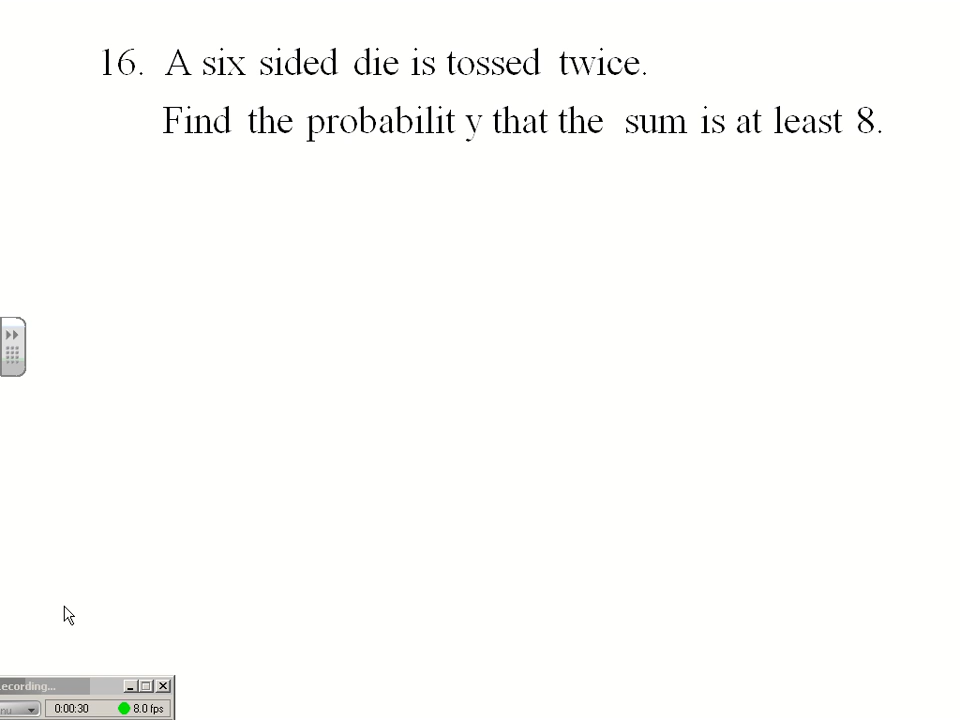 16. A six sided die is tossed twice.
Find the probabilit y that the sum is at least 8.
ecording...
nu
0:00:30
8.0 fps